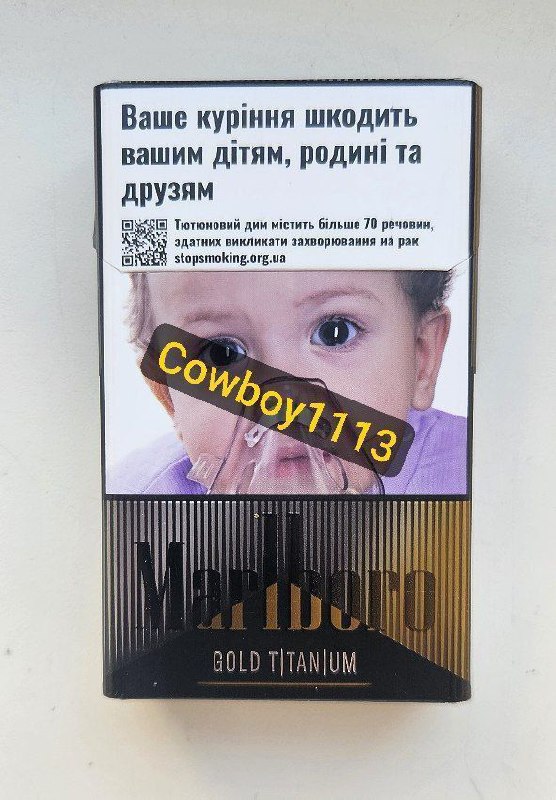 Ваше куріння шкодить
вашим дітям, родині та
друзям
Тютюновий дим містить більше 70 речовин,
здатних викликати захворювання на рак
stopsmoking.org.ua
Cowboy1113
Marlboro
GOLD TITANIUM